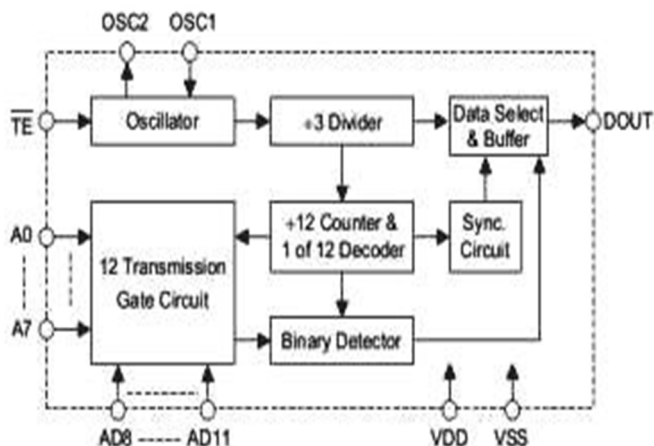 OSC2 OSC1
TE
Oscillator
+3 Divider
Data Select
& Buffer
DOUT
A0
12 Transmission
Gate Circuit
+12 Counter &
1 of 12 Decoder
Sync.
Circuit
A7
Binary Detector
AD8 AD11
VDD VSS